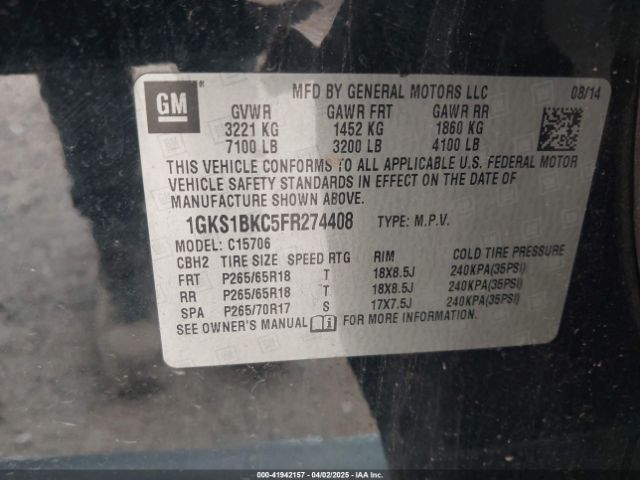 GM
MFD BY GENERAL MOTORS LLC 08/14
GVWR GAWR FRT GAWR RR
3221 KG 1452 KG 1860 KG
7100 LB 3200 LB 4100 LB
THIS VEHICLE CONFORMS TO ALL APPLICABLE U.S. FEDERAL MOTOR
VEHICLE SAFETY STANDARDS IN EFFECT ON THE DATE OF
MANUFACTURE SHOWN ABOVE.
1GKS1BKC5FR274408 TYPE: M.P.V.
MODEL: C15706
CBH2 TIRE SIZE SPEED RTG RIM COLD TIRE PRESSURE
FRT P265/65R18 T 18X8.5J 240KPA(35PSI)
RR P265/65R18 T 18X8.5J 240KPA(35PSI)
SPA P265/70R17 S 17X7.5J 240KPA(35PSI)
SEE OWNER'S MANUAL FOR MORE INFORMATION.
000-41942157 - 04/02/2025 - IAA Inc.